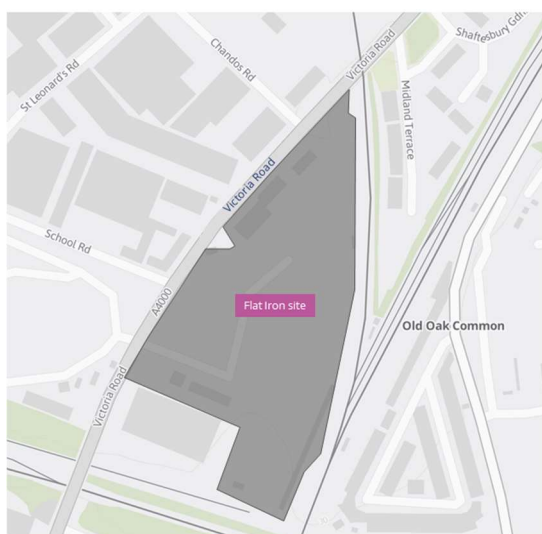 Shaftesbury Gdns
Victoria Road
Chandos Rd
St Leonard's Rd
Midland Terrace
Victoria Road
School Rd
A4000
Flat Iron site
Old Oak Common
Victoria Road